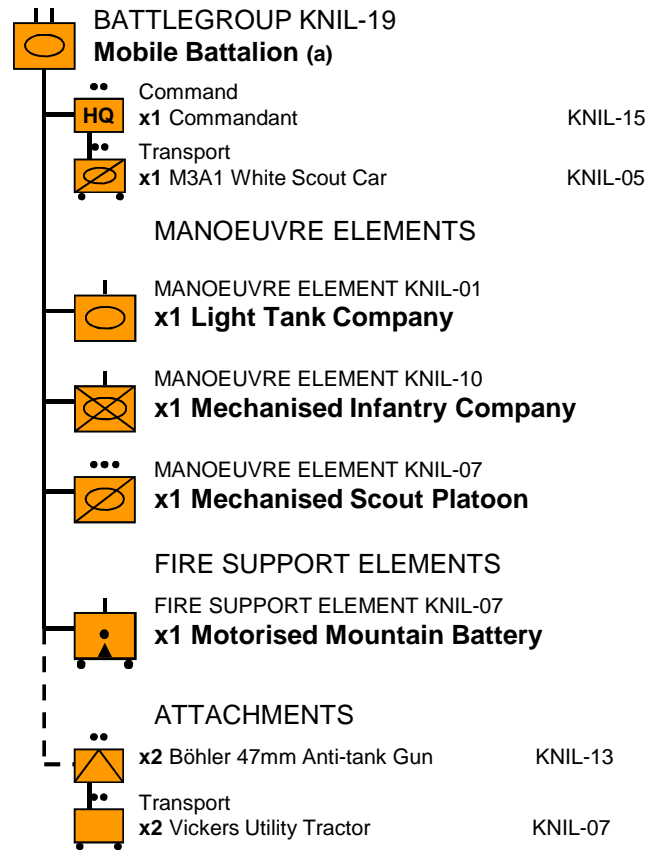 BATTLEGROUP KNIL-19
Mobile Battalion (a)
Command
HQ x1 Commandant KNIL-15
Transport
x1 M3A1 White Scout Car KNIL-05
MANOEUVRE ELEMENTS
MANOEUVRE ELEMENT KNIL-01
x1 Light Tank Company
MANOEUVRE ELEMENT KNIL-10
x1 Mechanised Infantry Company
MANOEUVRE ELEMENT KNIL-07
x1 Mechanised Scout Platoon
FIRE SUPPORT ELEMENTS
FIRE SUPPORT ELEMENT KNIL-07
x1 Motorised Mountain Battery
ATTACHMENTS
x2 Böhler 47mm Anti-tank Gun KNIL-13
Transport
x2 Vickers Utility Tractor KNIL-07